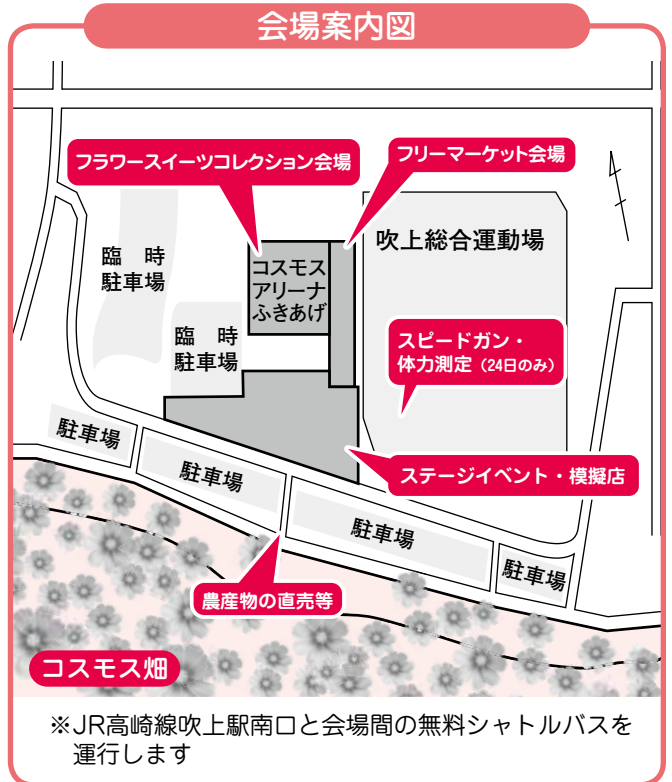 会場案内図
フラワースイーツコレクション会場
フリーマーケット会場
吹上総合運動場
臨　時
駐車場
コスモス
アリーナ
ふきあげ
臨　時
駐車場
スピードガン・
体力測定（24日のみ）
駐車場
駐車場
ステージイベント・模擬店
駐車場
駐車場
農産物の直売等
コスモス畑
※JR高崎線吹上駅南口と会場間の無料シャトルバスを
運行します